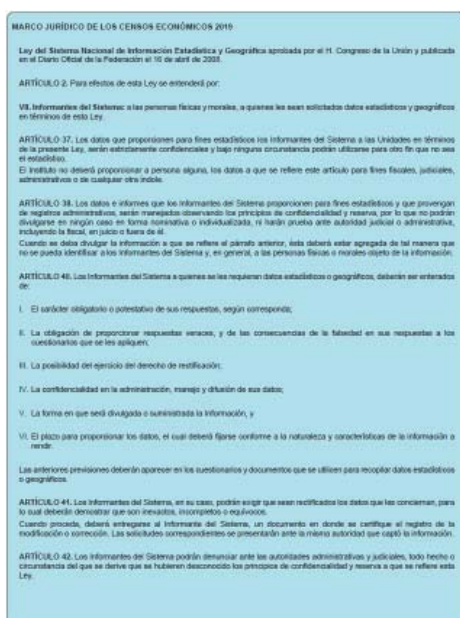 MARCO JURÍDICO DE LOS CENSOS ECONÓMICOS 2019
Ley del Sistema Nacional de Información Estadística y Geográfica aprobada por el H. Congreso de la Unión y publicada
en el Diario Oficial de la Federación el 16 de abril de 2008.
ARTÍCULO 2. Para efectos de esta Ley se entenderá por:
VII. Informantes del Sistema: a las personas físicas y morales, a quienes les sean solicitados datos estadísticos y geográficos
en términos de esta Ley.
ARTÍCULO 37. Los datos que proporcionen para fines estadísticos los Informantes del Sistema a las Unidades en términos
de la presente Ley, serán estrictamente confidenciales y bajo ninguna circunstancia podrán utilizarse para otro fin que no sea
el estadístico.
El Instituto no deberá proporcionar a persona alguna, los datos a que se refiere este artículo para fines fiscales, judiciales,
administrativos o de cualquier otra índole.
ARTÍCULO 38. Los datos e informes que los Informantes del Sistema proporcionen para fines estadísticos y que provengan
de registros administrativos, serán manejados observando los principios de confidencialidad y reserva, por lo que no podrán
divulgarse en ningún caso en forma nominativa o individualizada, ni harán prueba ante autoridad judicial o administrativa,
incluyendo la fiscal, en juicio o fuera de él.
Cuando se deba divulgar la información a que se refiere el párrafo anterior, ésta deberá estar agregada de tal manera que
no se pueda identificar a los Informantes del Sistema y, en general, a las personas físicas o morales objeto de la información.
ARTÍCULO 40. Los Informantes del Sistema a quienes se les requieran datos estadísticos o geográficos, deberán ser enterados
de:
I. El carácter obligatorio o potestativo de sus respuestas, según corresponda;
II. La obligación de proporcionar respuestas veraces, y de las consecuencias de la falsedad en sus respuestas a los
cuestionarios que se les apliquen;
III. La posibilidad del ejercicio del derecho de rectificación;
IV. La confidencialidad en la administración, manejo y difusión de sus datos;
V. La forma en que será divulgada o suministrada la Información, y
VI. El plazo para proporcionar los datos, el cual deberá fijarse conforme a la naturaleza y características de la información a
rendir.
Las anteriores previsiones deberán aparecer en los cuestionarios y documentos que se utilicen para recopilar datos estadísticos
o geográficos.
ARTÍCULO 41. Los Informantes del Sistema, en su caso, podrán exigir que sean rectificados los datos que les conciernan, para
lo cual deberán demostrar que son inexactos, incompletos o equívocos.
Cuando proceda, deberá entregarse al Informante del Sistema, un documento en donde se certifique el registro de la
modificación o corrección. Las solicitudes correspondientes se presentarán ante la misma autoridad que captó la información.
ARTÍCULO 42. Los Informantes del Sistema podrán denunciar ante las autoridades administrativas y judiciales, todo hecho o
circunstancia del que se derive que se hubieren desconocido los principios de confidencialidad y reserva a que se refiere esta
Ley.